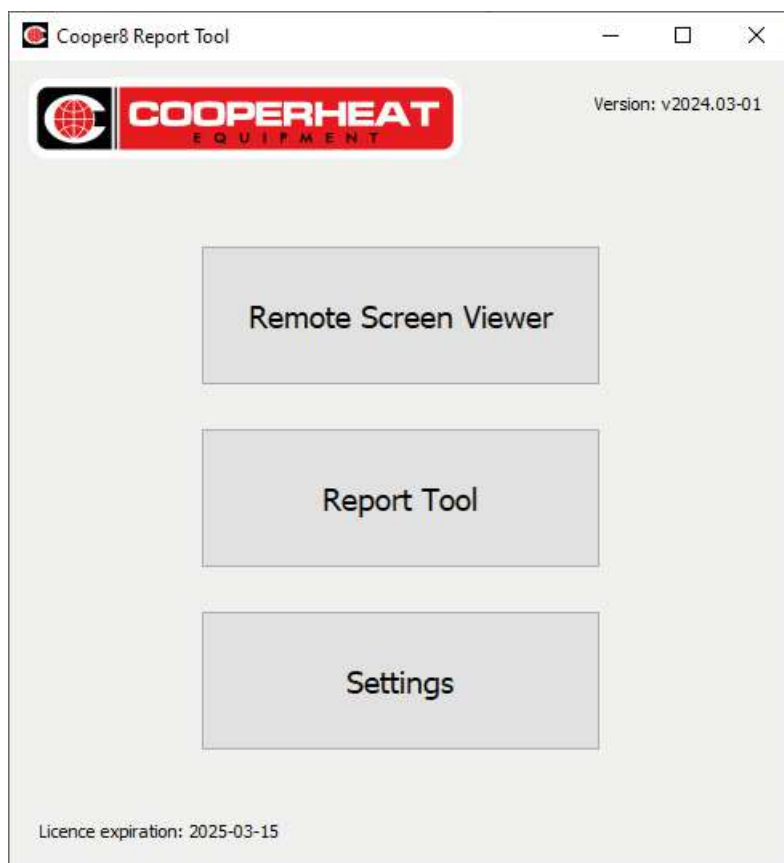 Cooper8 Report Tool
COOPERHEAT
EQUIPMENT
Version: v2024.03-01
Remote Screen Viewer
Report Tool
Settings
Licence expiration: 2025-03-15